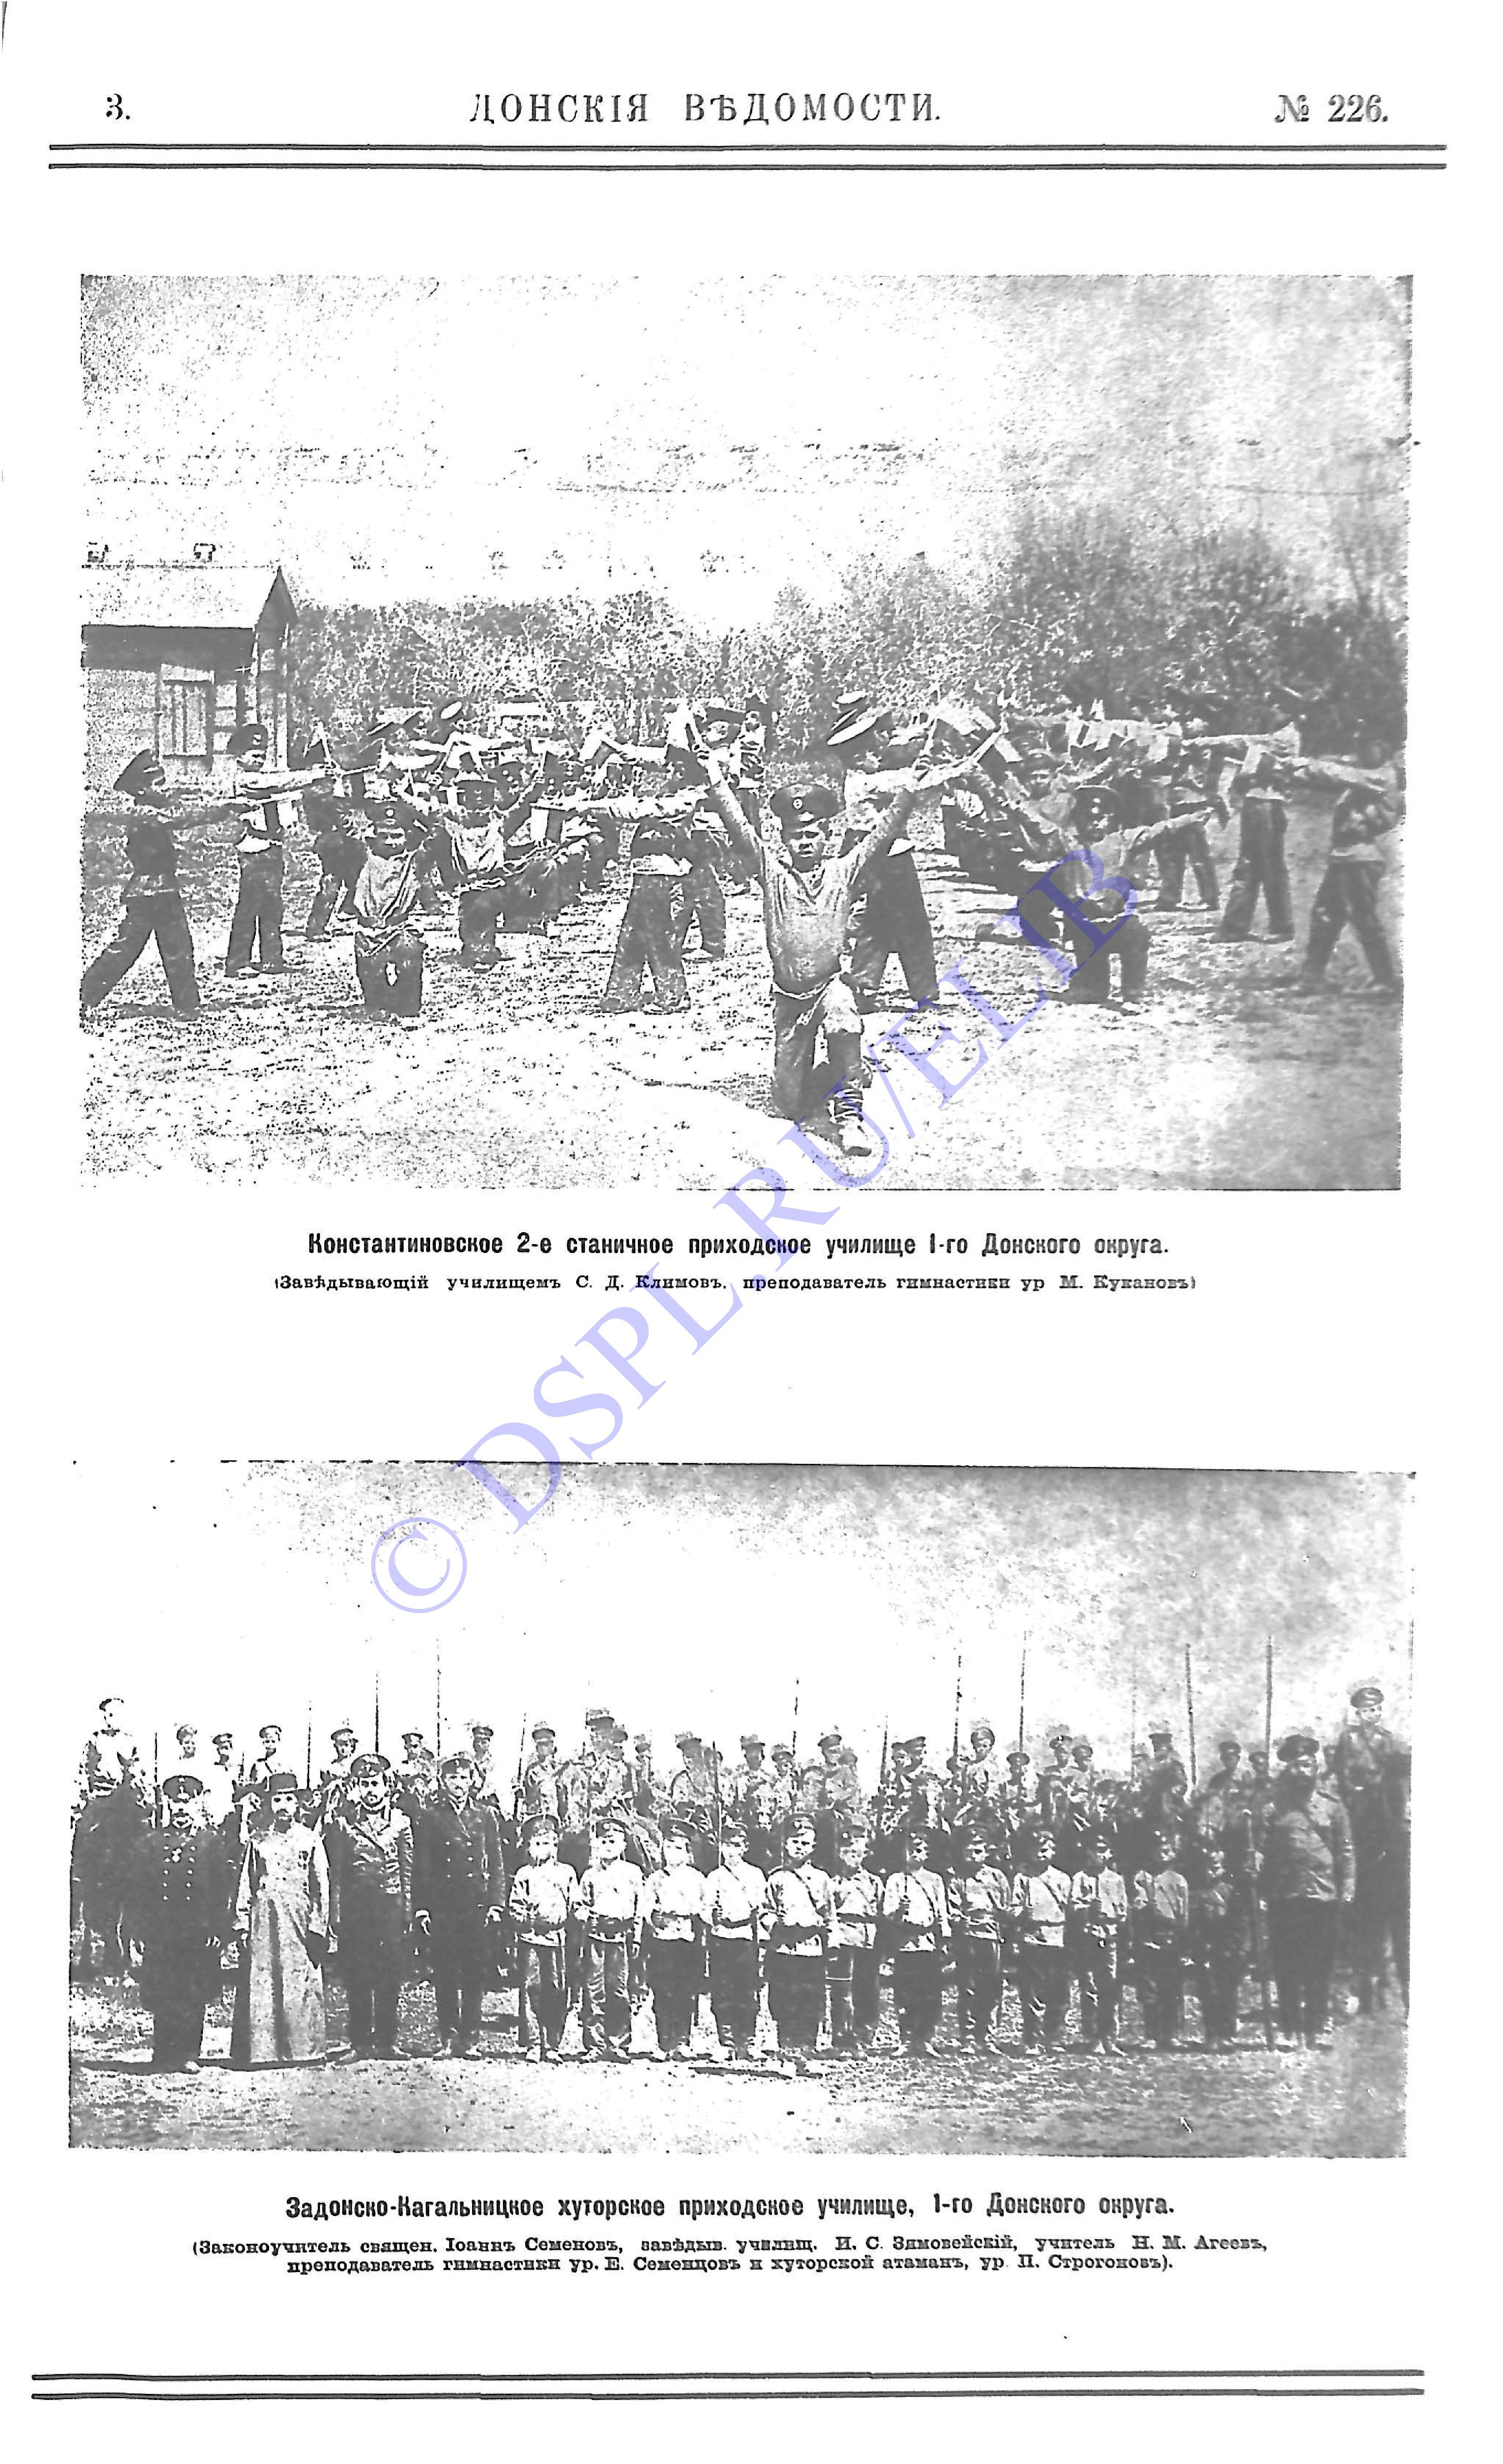 3.
ДОНСКІЯ ВѢДОМОСТИ.
№ 226.
Константиновское 2-е станичное приходское училище 1-го Донского округа.
(Завѣдывающій училищемъ С. Д. Климовъ, преподаватель гимнастики ур М. Кукановъ)
Задонско-Кагальницкое хуторское приходское училище, 1-го Донского округа.
(Законоучитель священ. Іоаннъ Семеновъ, завѣдыв. училищ. И. С. Зимовейскій, учитель Н. М. Агеевъ,
преподаватель гимнастики ур. Е. Семенцовъ и хуторской атаманъ, ур П. Строгоновъ).
© DSPL.RU/ELIB